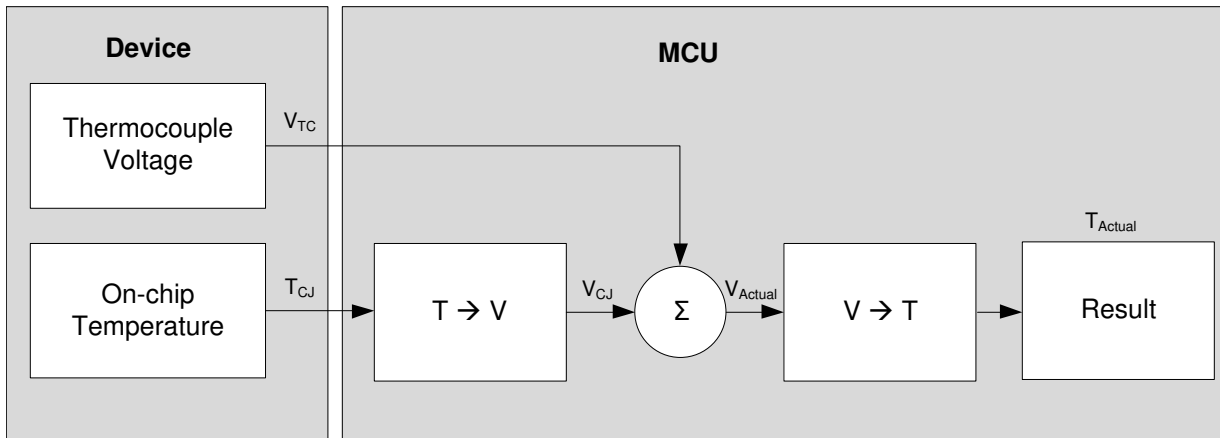 Device
MCU
Thermocouple
Voltage
V_TC
On-chip
Temperature
T_CJ
T → V
V_CJ
Σ
V_Actual
V → T
T_Actual
Result